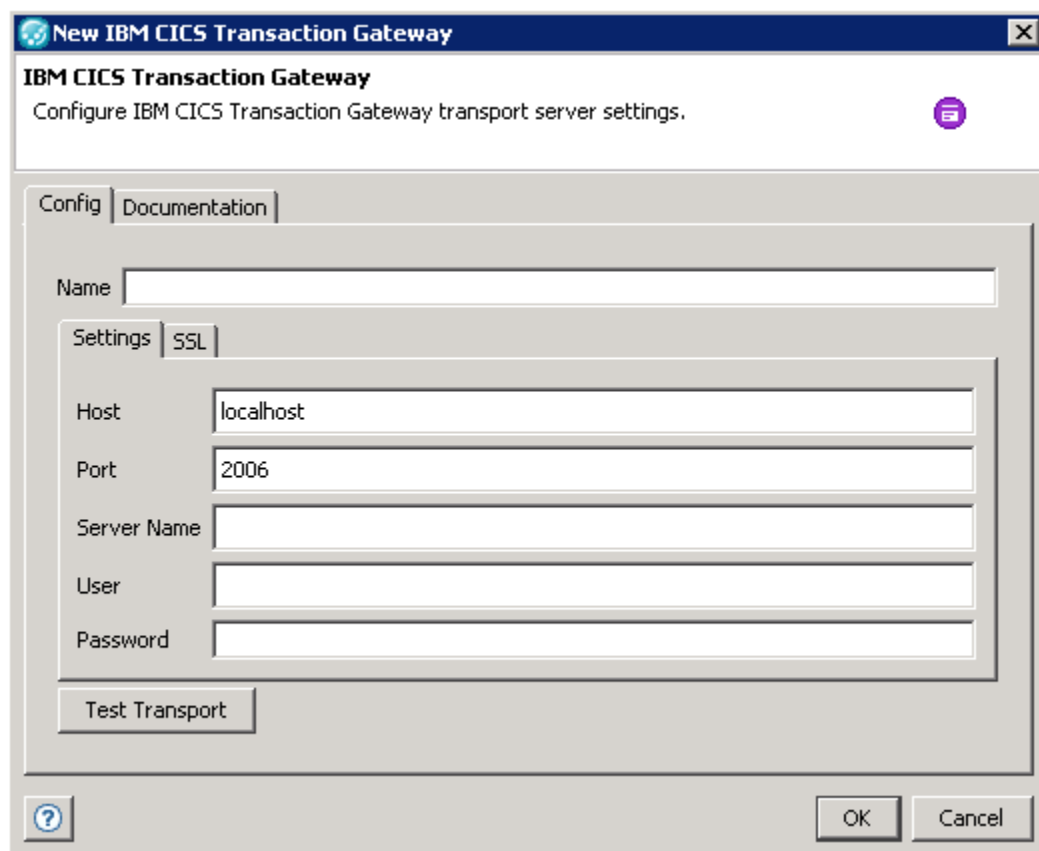 New IBM CICS Transaction Gateway
IBM CICS Transaction Gateway
Configure IBM CICS Transaction Gateway transport server settings.
Config Documentation
Name
Settings SSL
Host localhost
Port 2006
Server Name
User
Password
Test Transport
? OK Cancel